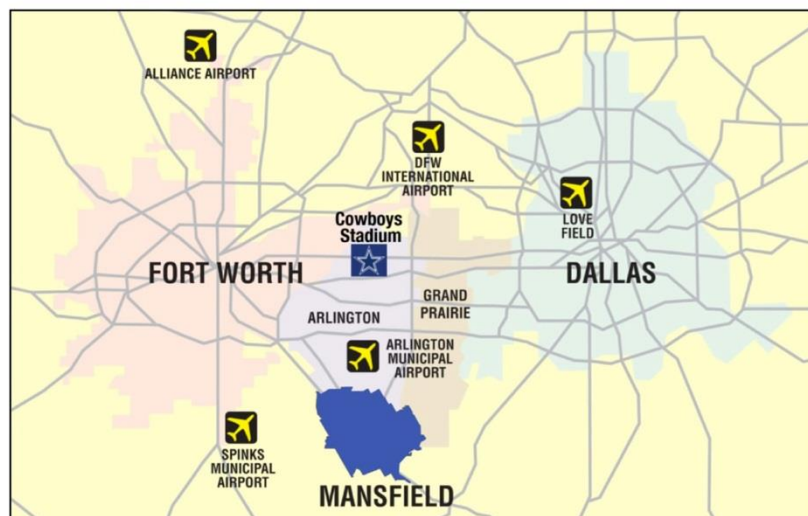 ALLIANCE AIRPORT
DFW
INTERNATIONAL
AIRPORT
LOVE
FIELD
Cowboys
Stadium
FORT WORTH
DALLAS
GRAND
PRAIRIE
ARLINGTON
ARLINGTON
MUNICIPAL
AIRPORT
SPINKS
MUNICIPAL
AIRPORT
MANSFIELD